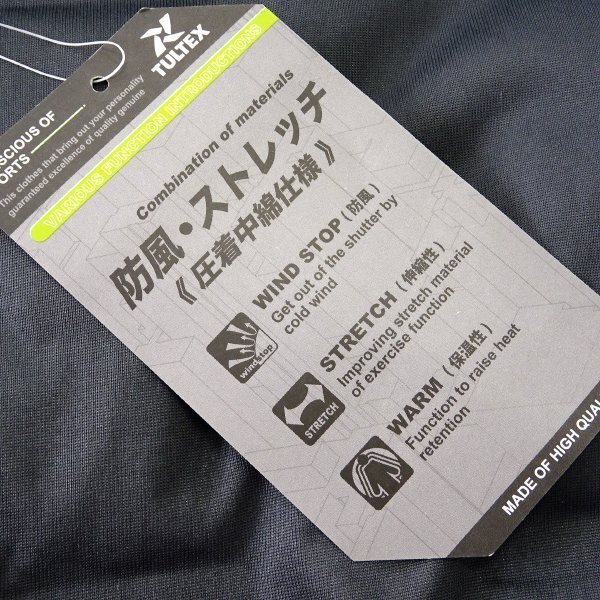 TULTEX
SCIOUS OF
ORTS
This clothes that bring out your personality
guaranteed excellence of quality genuine
VARIOUS FUNCTION INTRODUCTIONS
Combination of materials
防風・ストレッチ
《圧着中綿仕様》
WIND STOP（防風）
Get out of the shutter by
cold wind
windstop
STRETCH（伸縮性）
Improving stretch material
of exercise function
STRETCH
WARM（保温性）
Function to raise heat
retention
MADE OF HIGH QUAL